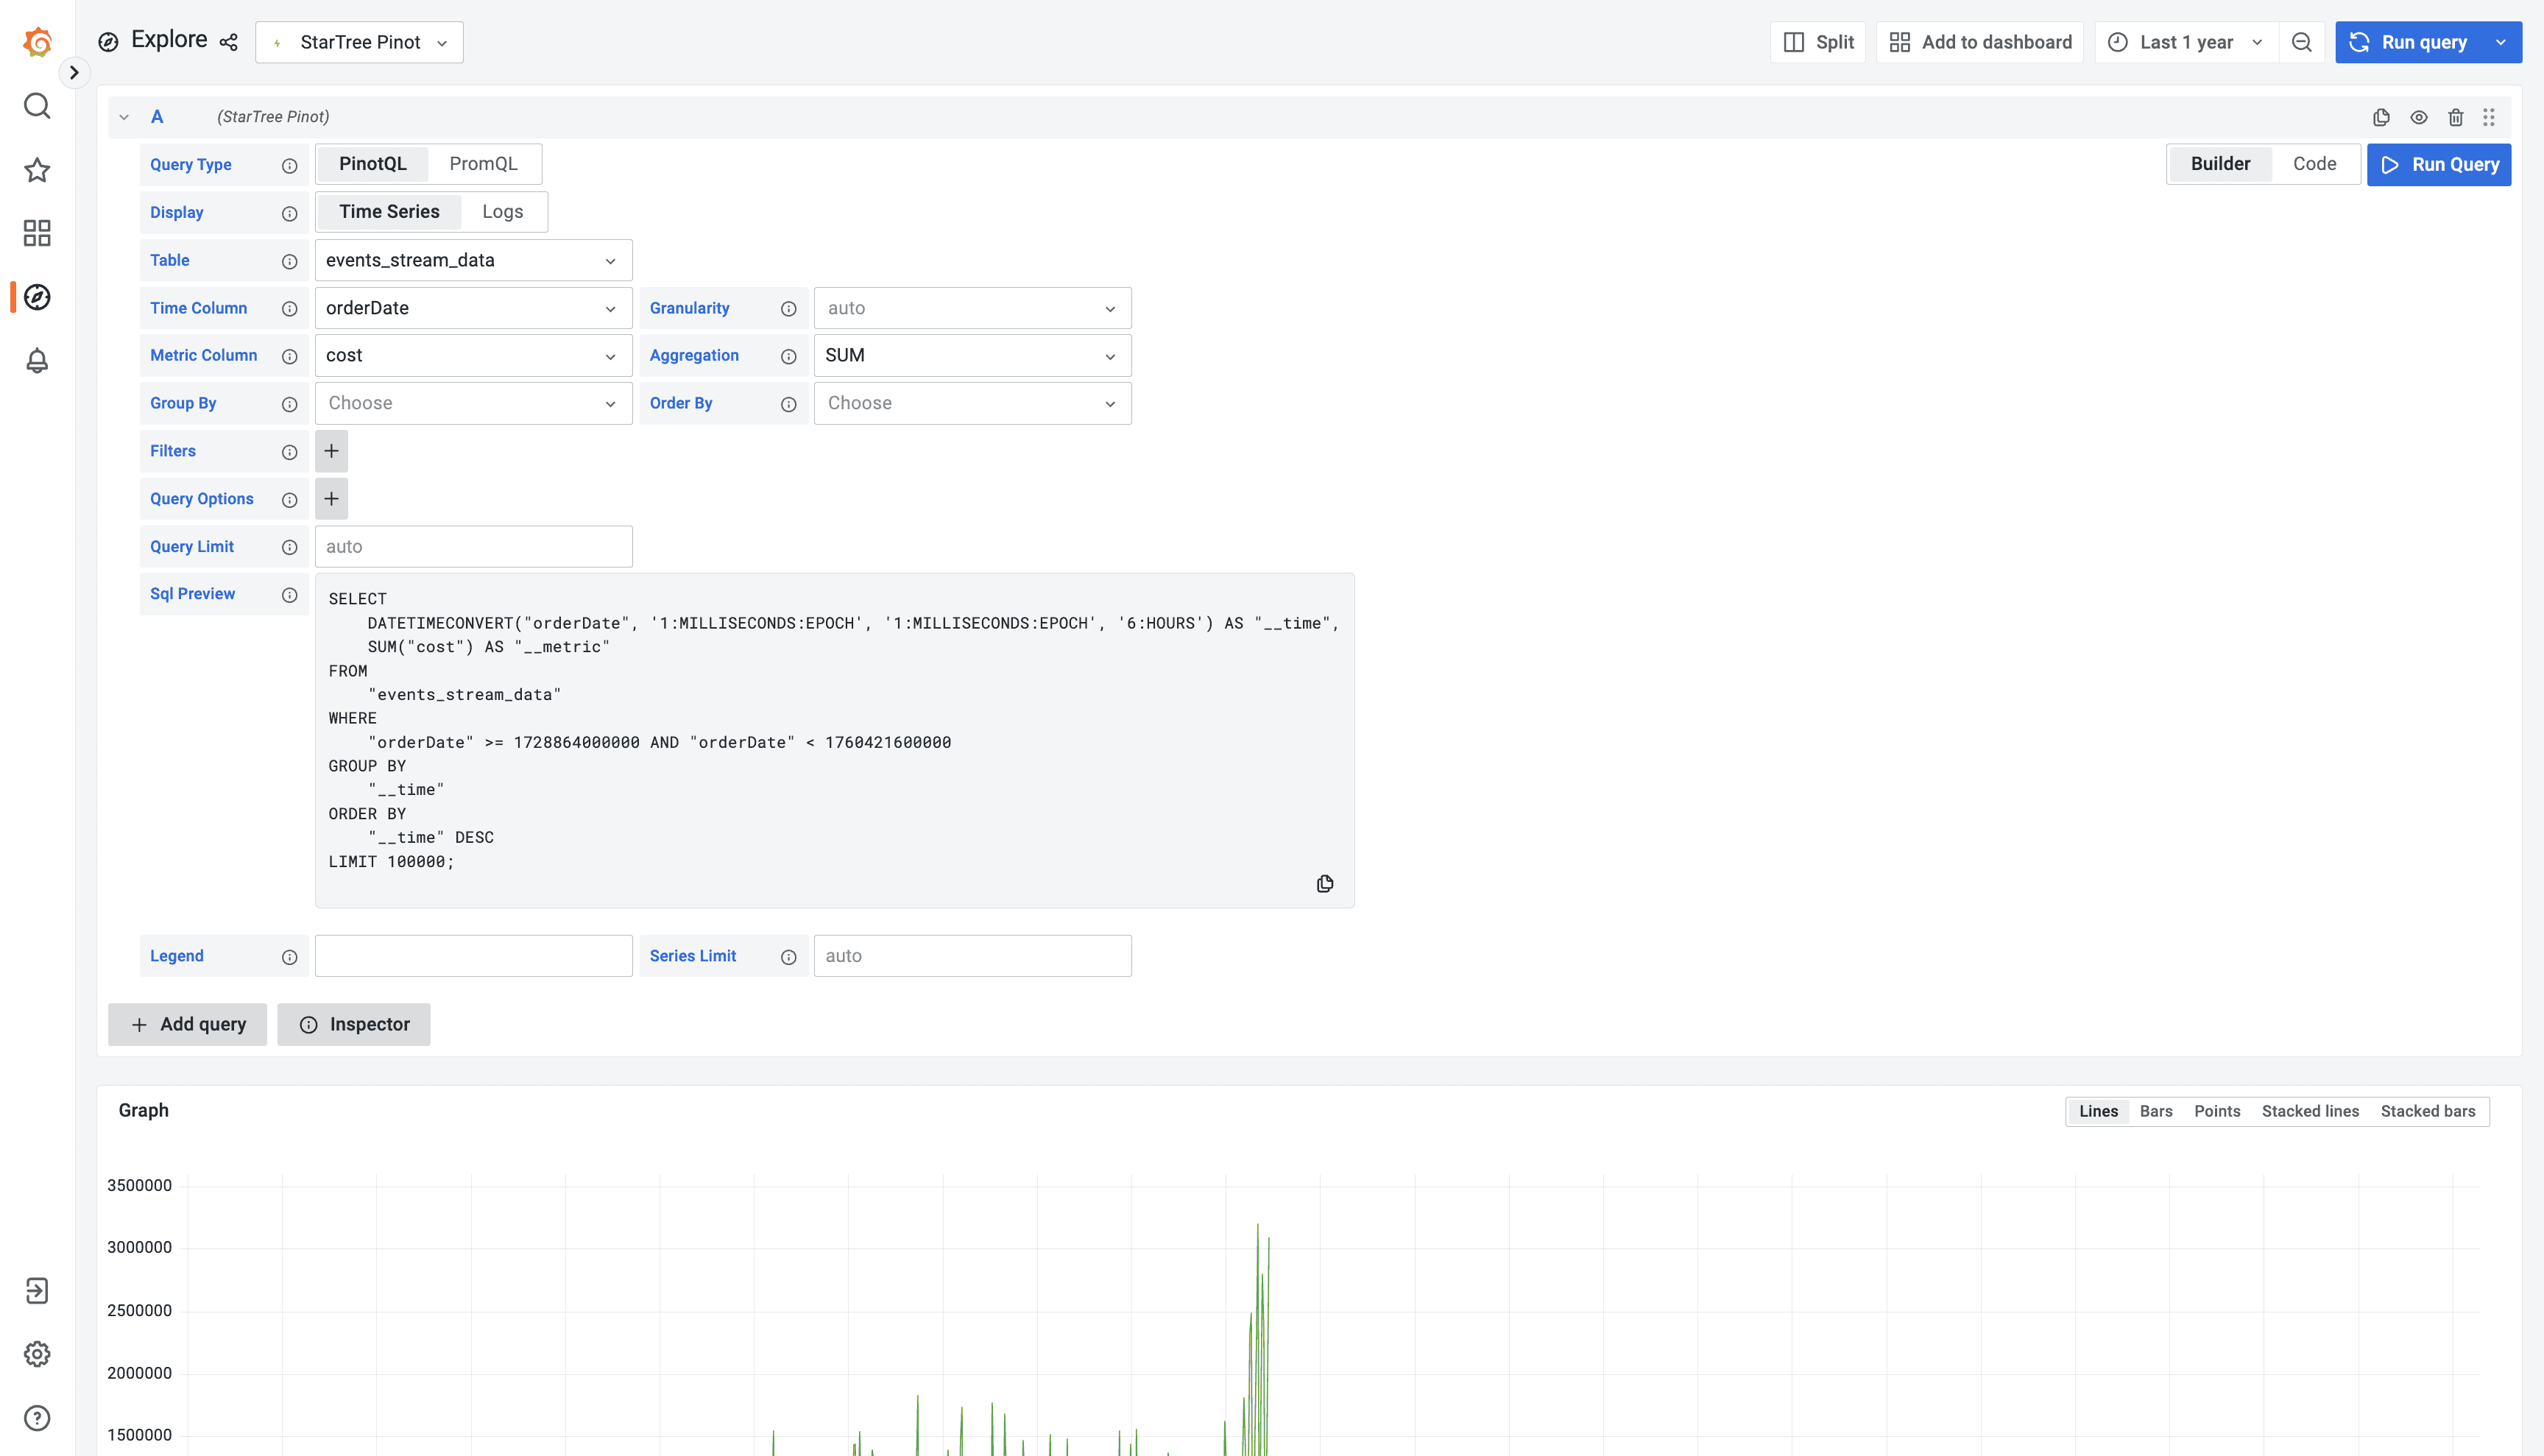 Explore StarTree Pinot Split Add to dashboard Last 1 year Run query
A (StarTree Pinot)
Query Type PinotQL PromQL Builder Code Run Query
Display Time Series Logs
Table events_stream_data
Time Column orderDate Granularity auto
Metric Column cost Aggregation SUM
Group By Choose Order By Choose
Filters
Query Options
Query Limit auto
Sql Preview
SELECT
DATETIMECONVERT("orderDate", '1:MILLISECONDS:EPOCH', '1:MILLISECONDS:EPOCH', '6:HOURS') AS "__time",
SUM("cost") AS "__metric"
FROM
"events_stream_data"
WHERE
"orderDate" >= 1728864000000 AND "orderDate" < 1760421600000
GROUP BY
"__time"
ORDER BY
"__time" DESC
LIMIT 100000;
Legend Series Limit auto
Add query Inspector
Graph Lines Bars Points Stacked lines Stacked bars
3500000
3000000
2500000
2000000
1500000